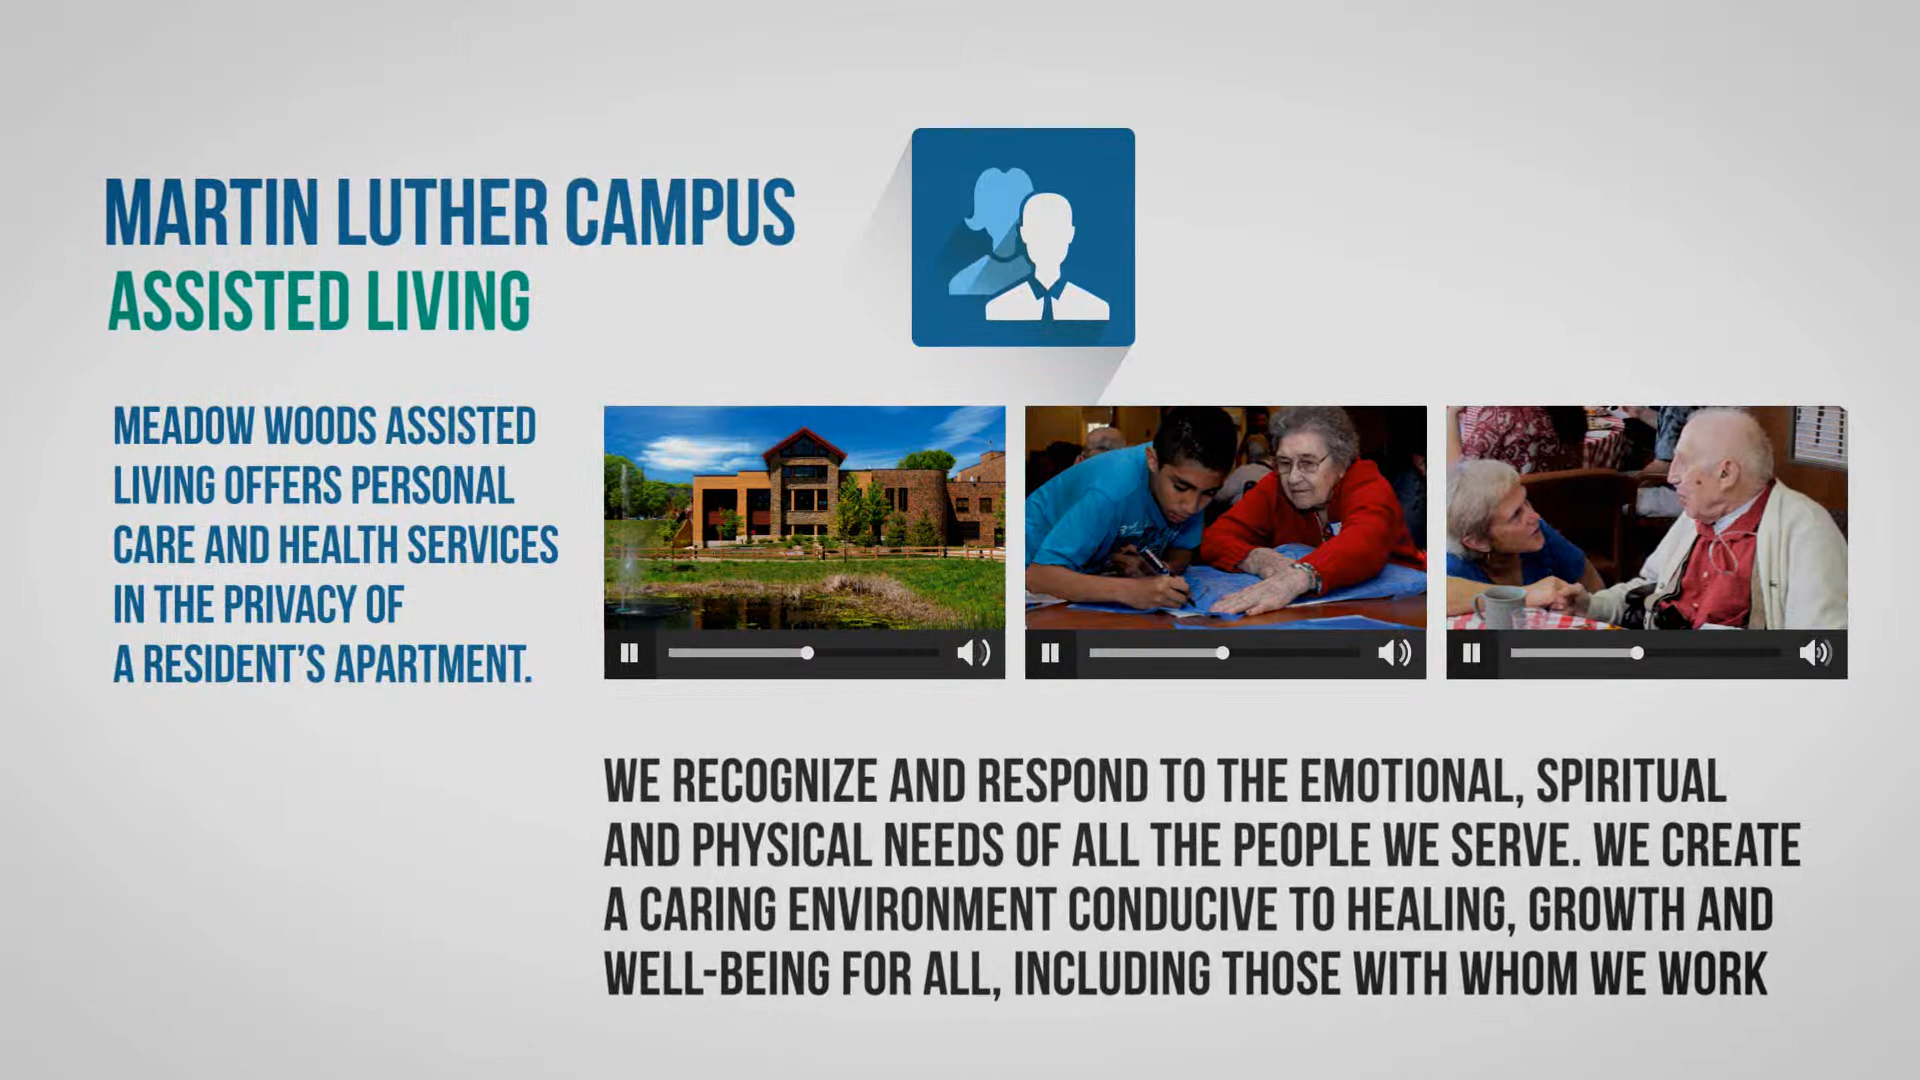 MARTIN LUTHER CAMPUS
ASSISTED LIVING
MEADOW WOODS ASSISTED
LIVING OFFERS PERSONAL
CARE AND HEALTH SERVICES
IN THE PRIVACY OF
A RESIDENT'S APARTMENT.
WE RECOGNIZE AND RESPOND TO THE EMOTIONAL, SPIRITUAL
AND PHYSICAL NEEDS OF ALL THE PEOPLE WE SERVE. WE CREATE
A CARING ENVIRONMENT CONDUCIVE TO HEALING, GROWTH AND
WELL-BEING FOR ALL, INCLUDING THOSE WITH WHOM WE WORK